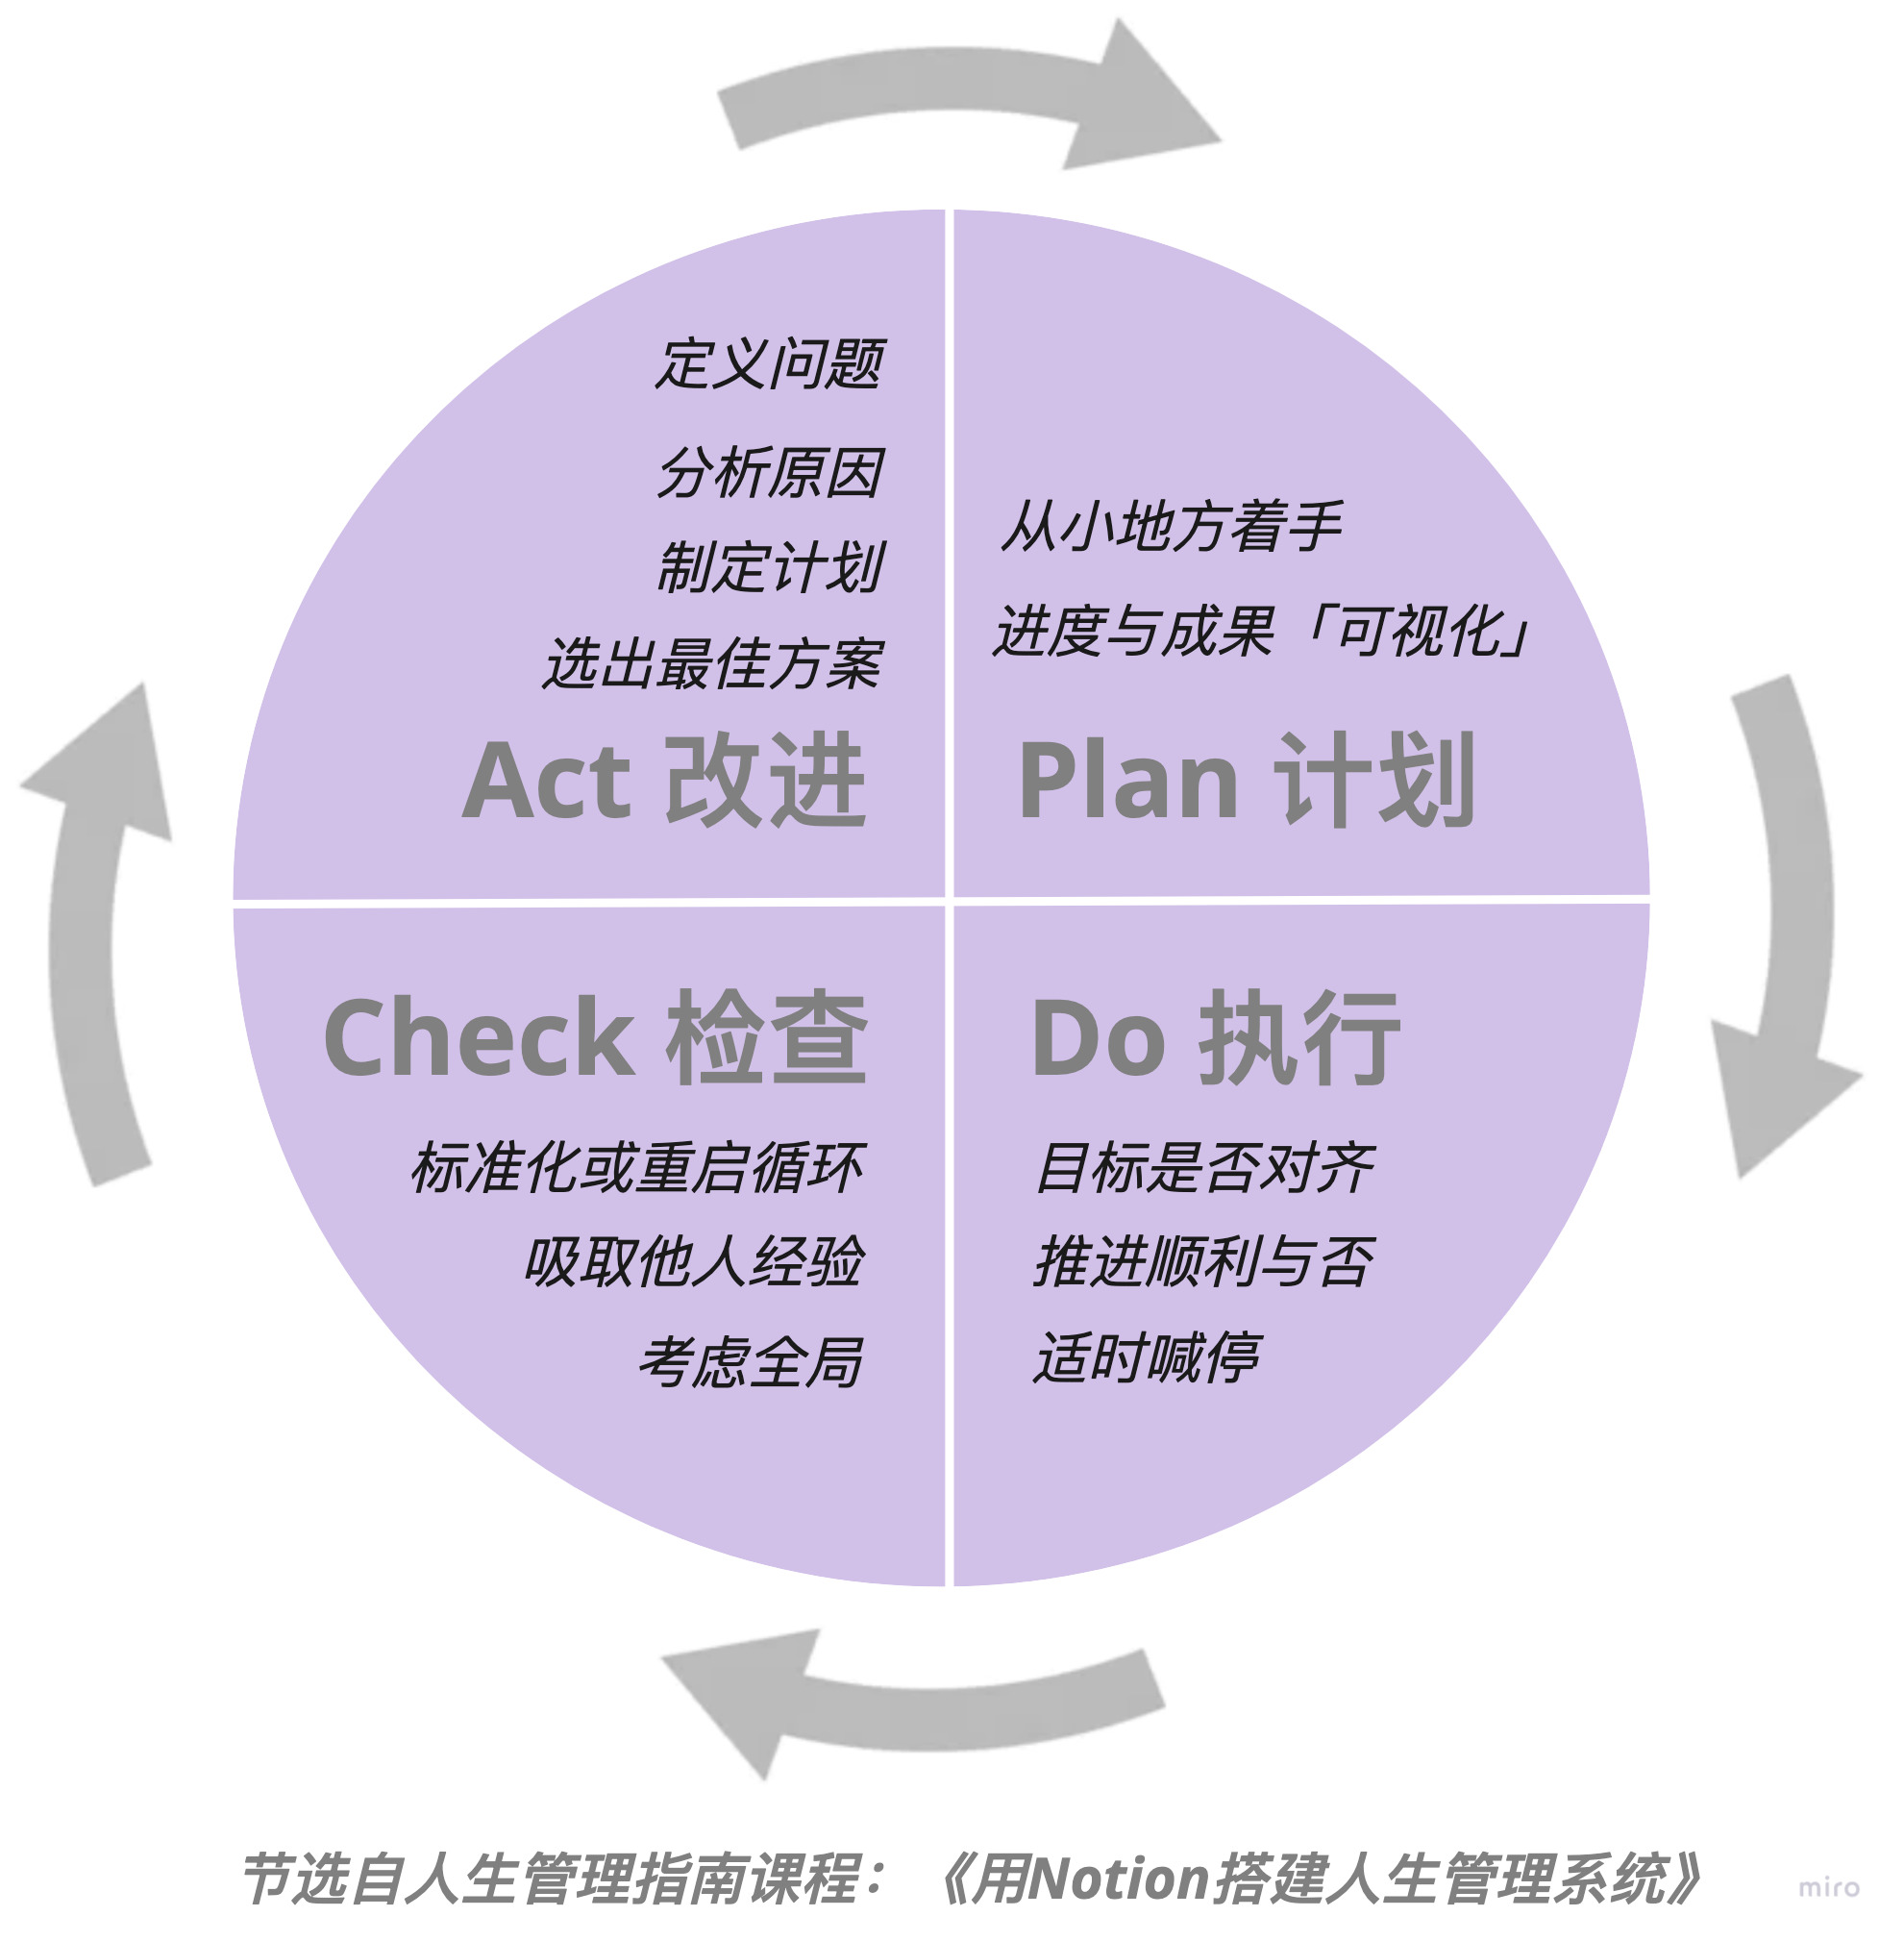 定义问题
分析原因
制定计划
选出最佳方案
Act 改进
从小地方着手
进度与成果「可视化」
Plan 计划
Check 检查
标准化或重启循环
吸取他人经验
考虑全局
Do 执行
目标是否对齐
推进顺利与否
适时喊停
节选自人生管理指南课程：《用Notion搭建人生管理系统》
miro